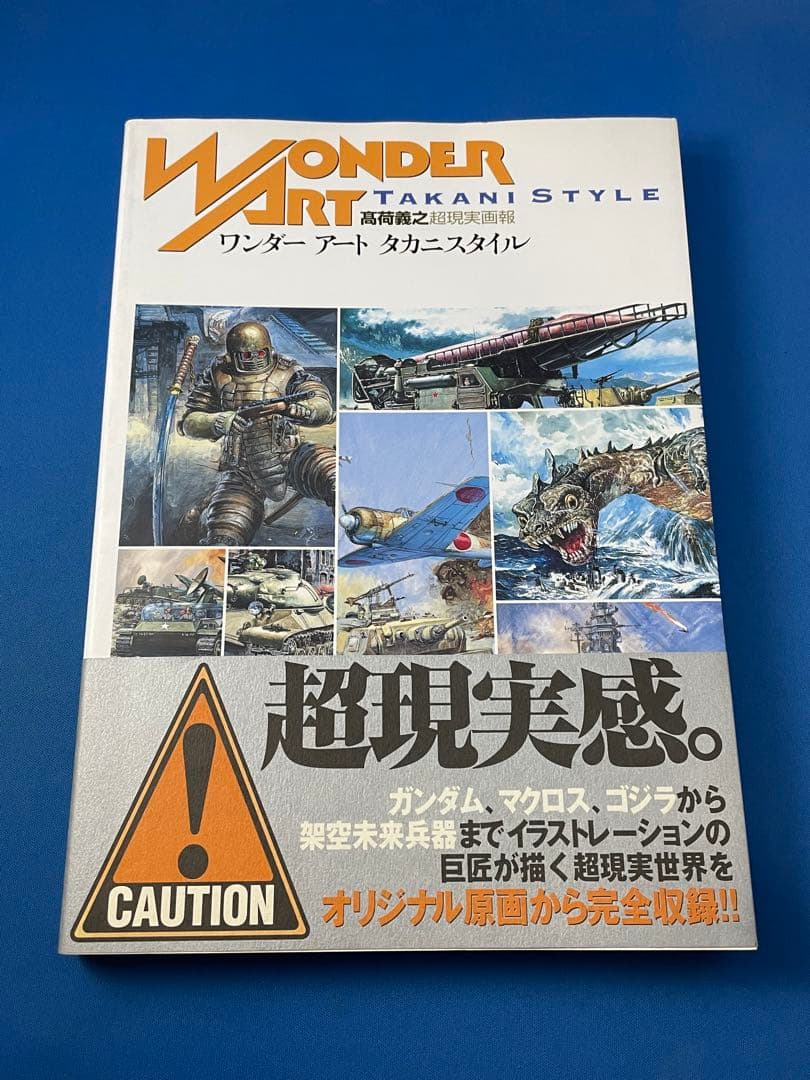 WONDER
ART TAKANI STYLE
髙荷義之超現実画報
ワンダー アート タカニスタイル
超現実感。
ガンダム、マクロス、ゴジラから
架空未来兵器までイラストレーションの
巨匠が描く超現実世界を
オリジナル原画から完全収録!!
!
CAUTION